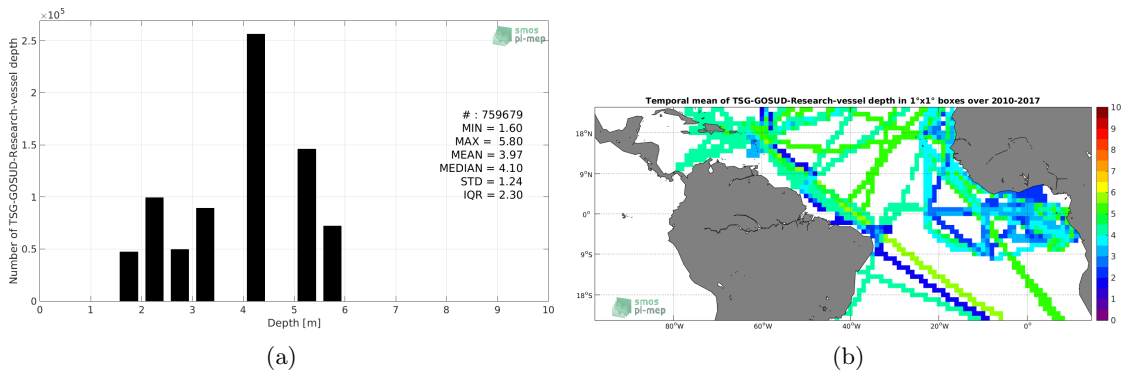 ×10⁵
smos
pi-mep
Number of TSG-GOSUD-Research-vessel depth
2.5
2
1.5
1
0.5
0
# : 759679
MIN = 1.60
MAX = 5.80
MEAN = 3.97
MEDIAN = 4.10
STD = 1.24
IQR = 2.30
0 1 2 3 4 5 6 7 8 9 10
Depth [m]
(a)
Temporal mean of TSG-GOSUD-Research-vessel depth in 1°x1° boxes over 2010-2017
18°N
9°N
0°
9°S
18°S
80°W 60°W 40°W 20°W 0°
smos
pi-mep
10
9
8
7
6
5
4
3
2
1
0
(b)